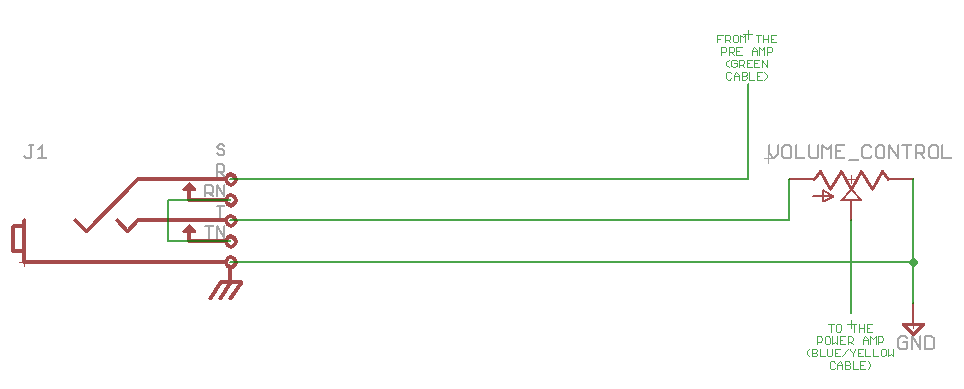 FROM THE
PRE AMP
(GREEN
CABLE)
J1
S
R
RN
T
TN
VOLUME_CONTROL
TO THE
POWER AMP
(BLUE/YELLOW
CABLE)
GND